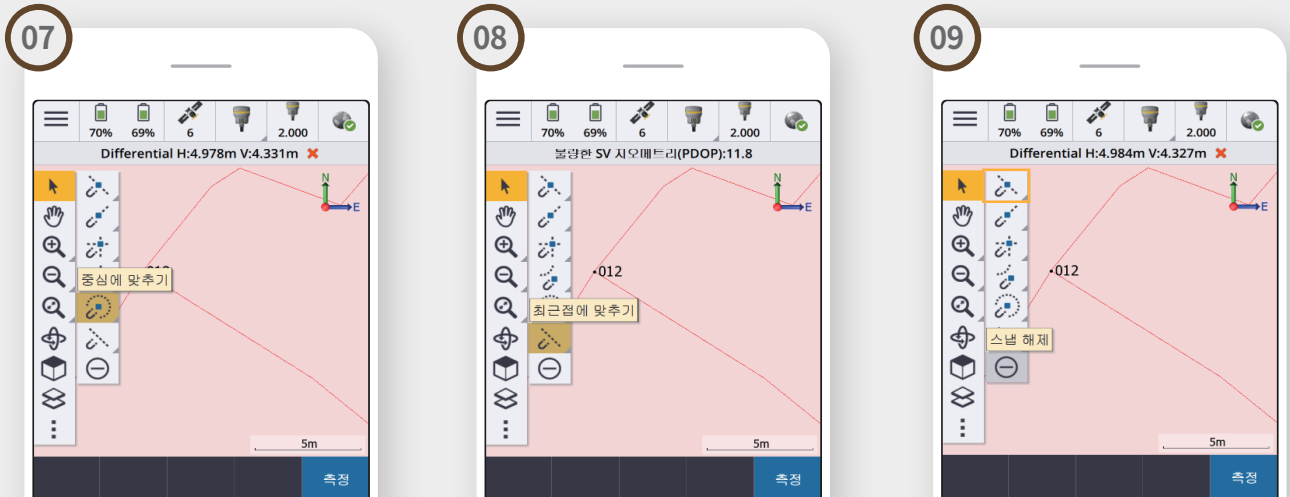 07
70% 69% 6 2.000
Differential H:4.978m V:4.331m
N
E
중심에 맞추기
5m
측정
08
70% 69% 6 2.000
불량한 SV 지오메트리(PDOP):11.8
N
E
012
최근점에 맞추기
5m
측정
09
70% 69% 6 2.000
Differential H:4.984m V:4.327m
N
E
012
스냅 해제
5m
측정